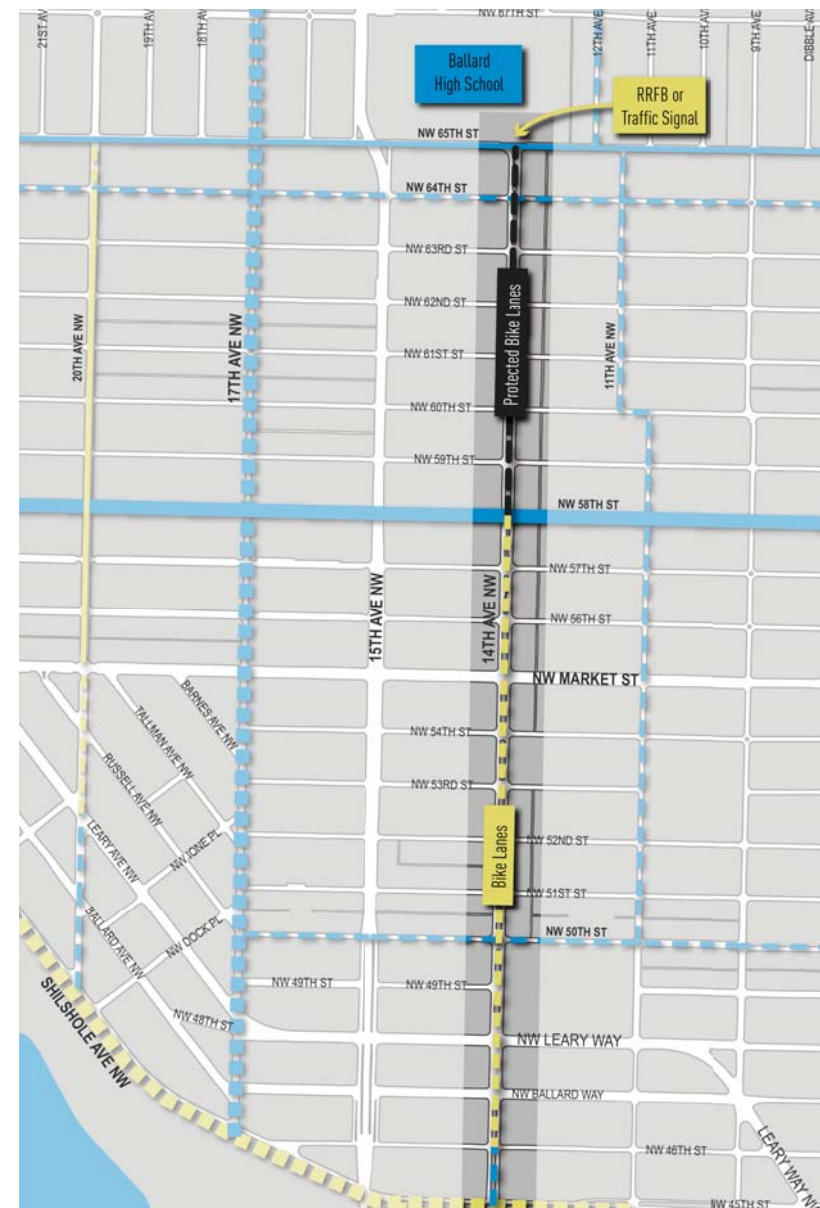 NW 67TH ST
21ST AV
19TH AV
18TH AV
17TH AVE
12TH AVE
11TH AVE
10TH AV
9TH AVE
DIBBLE AV
Ballard
High School
RRFB or
Traffic Signal
NW 65TH ST
NW 64TH ST
NW 63RD ST
NW 62ND ST
20TH AVE NW
17TH AVE NW
NW 61ST ST
Protected Bike Lanes
11TH AVE NW
NW 60TH ST
NW 59TH ST
NW 58TH ST
NW 57TH ST
15TH AVE NW
14TH AVE NW
NW 56TH ST
NW MARKET ST
BARNES AVE NW
TALLMAN AVE NW
RUSSELL AVE NW
NW 54TH ST
NW 53RD ST
LEARY AVE NW
NW IONE PL
Bike Lanes
NW 52ND ST
NW 51ST ST
BALLARD AVE NW
NW DOCK PL
NW 50TH ST
SHILSHOLE AVE NW
NW 49TH ST
NW 49TH ST
NW 48TH ST
NW LEARY WAY
NW BALLARD WAY
LEARY WAY NW
NW 46TH ST
NW 45TH ST